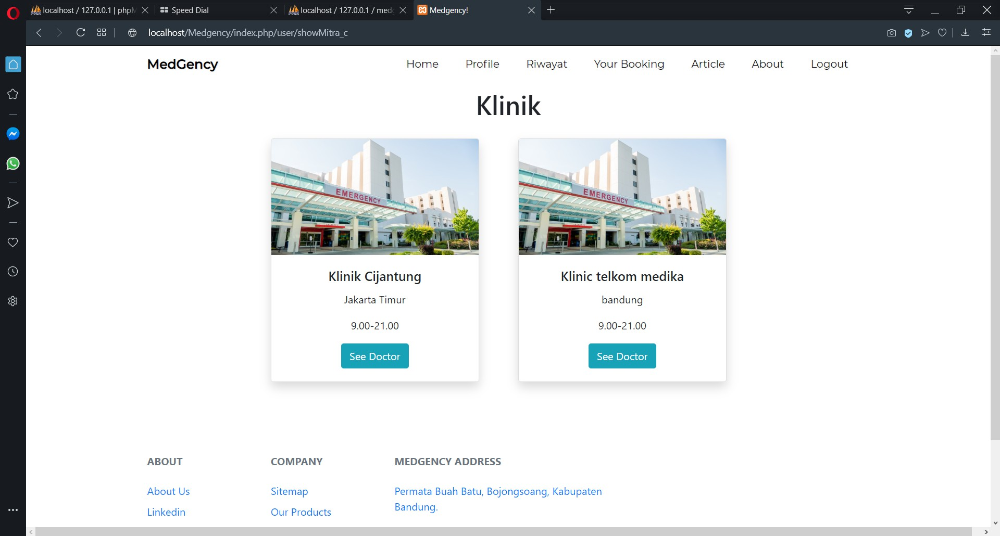 localhost / 127.0.0.1 | phpM
Speed Dial
localhost / 127.0.0.1 / med
Medgency!
localhost/Medgency/index.php/user/showMitra_c
MedGency
Home
Profile
Riwayat
Your Booking
Article
About
Logout
Klinik
EMERGENCY
EMERGENCY
Klinik Cijantung
Klinic telkom medika
Jakarta Timur
bandung
9.00-21.00
9.00-21.00
See Doctor
See Doctor
ABOUT
COMPANY
MEDGENCY ADDRESS
About Us
Sitemap
Permata Buah Batu, Bojongsoang, Kabupaten
Bandung.
Linkedin
Our Products